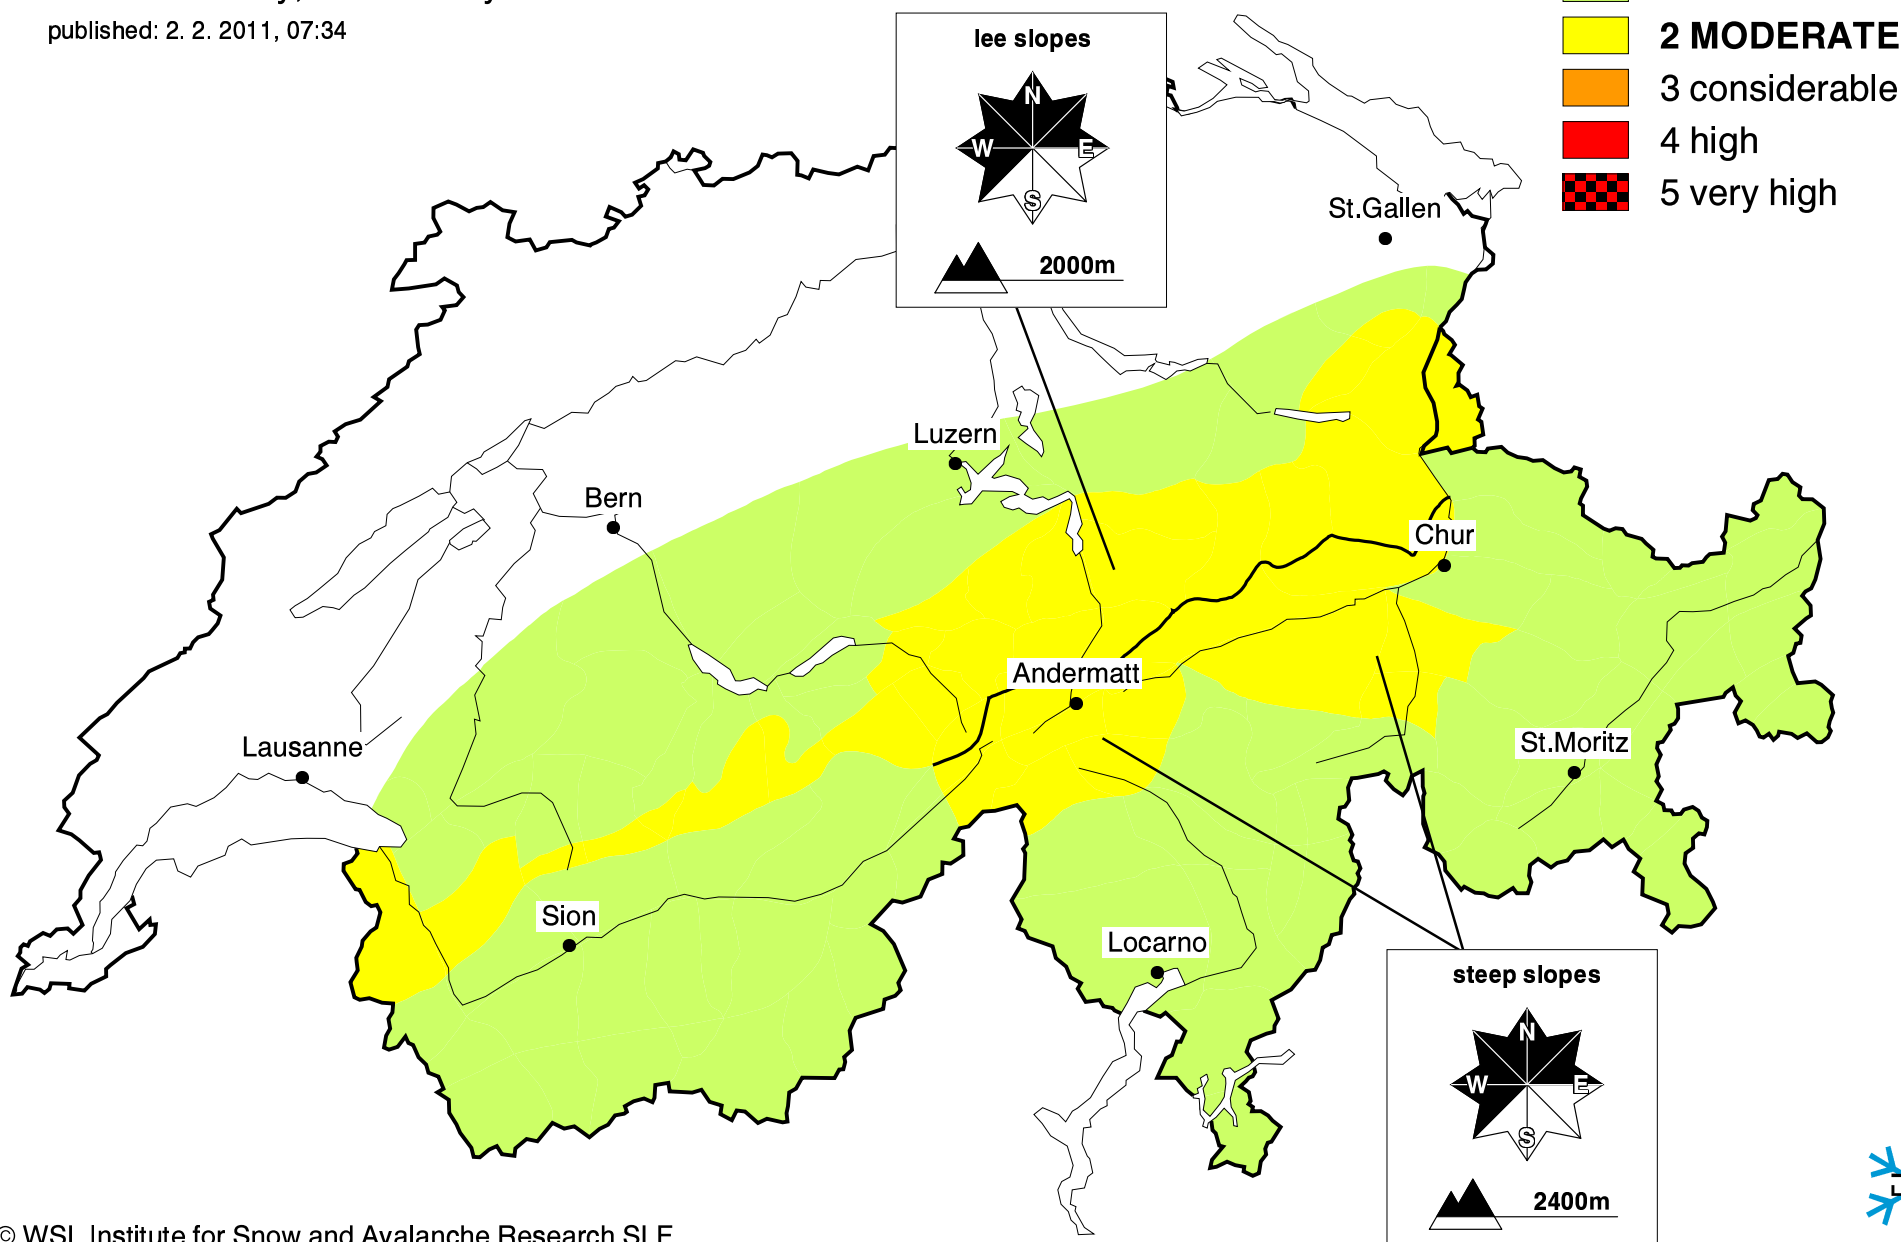 published: 2. 2. 2011, 07:34
2 MODERATE
3 considerable
4 high
5 very high
lee slopes
N
W E
S
2000m
St.Gallen
Luzern
Bern
Chur
Andermatt
Lausanne
St.Moritz
Sion
Locarno
steep slopes
N
W E
S
2400m
© WSL Institute for Snow and Avalanche Research SLF